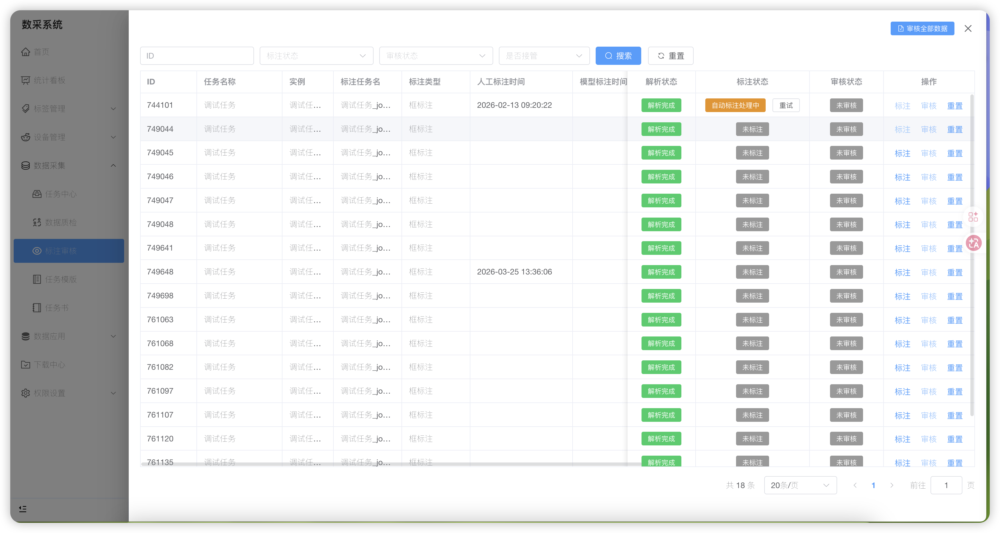 数采系统
首页
统计看板
标签管理
设备管理
数据采集
任务中心
数据质检
标注审核
任务模版
任务书
数据应用
下载中心
权限设置
审核全部数据
ID 标注状态 审核状态 是否接管 搜索 重置
ID 任务名称 实例 标注任务名 标注类型 人工标注时间 模型标注时间 解析状态 标注状态 审核状态 操作
744101 调试任务 调试任... 调试任务_jo... 框标注 2026-02-13 09:20:22 解析完成 自动标注处理中 重试 未审核 标注 审核 重置
749044 调试任务 调试任... 调试任务_jo... 框标注 解析完成 未标注 未审核 标注 审核 重置
749045 调试任务 调试任... 调试任务_jo... 框标注 解析完成 未标注 未审核 标注 审核 重置
749046 调试任务 调试任... 调试任务_jo... 框标注 解析完成 未标注 未审核 标注 审核 重置
749047 调试任务 调试任... 调试任务_jo... 框标注 解析完成 未标注 未审核 标注 审核 重置
749048 调试任务 调试任... 调试任务_jo... 框标注 解析完成 未标注 未审核 标注 审核 重置
749641 调试任务 调试任... 调试任务_jo... 框标注 解析完成 未标注 未审核 标注 审核 重置
749648 调试任务 调试任... 调试任务_jo... 框标注 2026-03-25 13:36:06 解析完成 未标注 未审核 标注 审核 重置
749698 调试任务 调试任... 调试任务_jo... 框标注 解析完成 未标注 未审核 标注 审核 重置
761063 调试任务 调试任... 调试任务_jo... 框标注 解析完成 未标注 未审核 标注 审核 重置
761068 调试任务 调试任... 调试任务_jo... 框标注 解析完成 未标注 未审核 标注 审核 重置
761082 调试任务 调试任... 调试任务_jo... 框标注 解析完成 未标注 未审核 标注 审核 重置
761097 调试任务 调试任... 调试任务_jo... 框标注 解析完成 未标注 未审核 标注 审核 重置
761107 调试任务 调试任... 调试任务_jo... 框标注 解析完成 未标注 未审核 标注 审核 重置
761120 调试任务 调试任... 调试任务_jo... 框标注 解析完成 未标注 未审核 标注 审核 重置
761135 调试任务 调试任... 调试任务_jo... 框标注 解析完成 未标注 未审核 标注 审核 重置
共 18 条 20条/页 1 前往 1 页